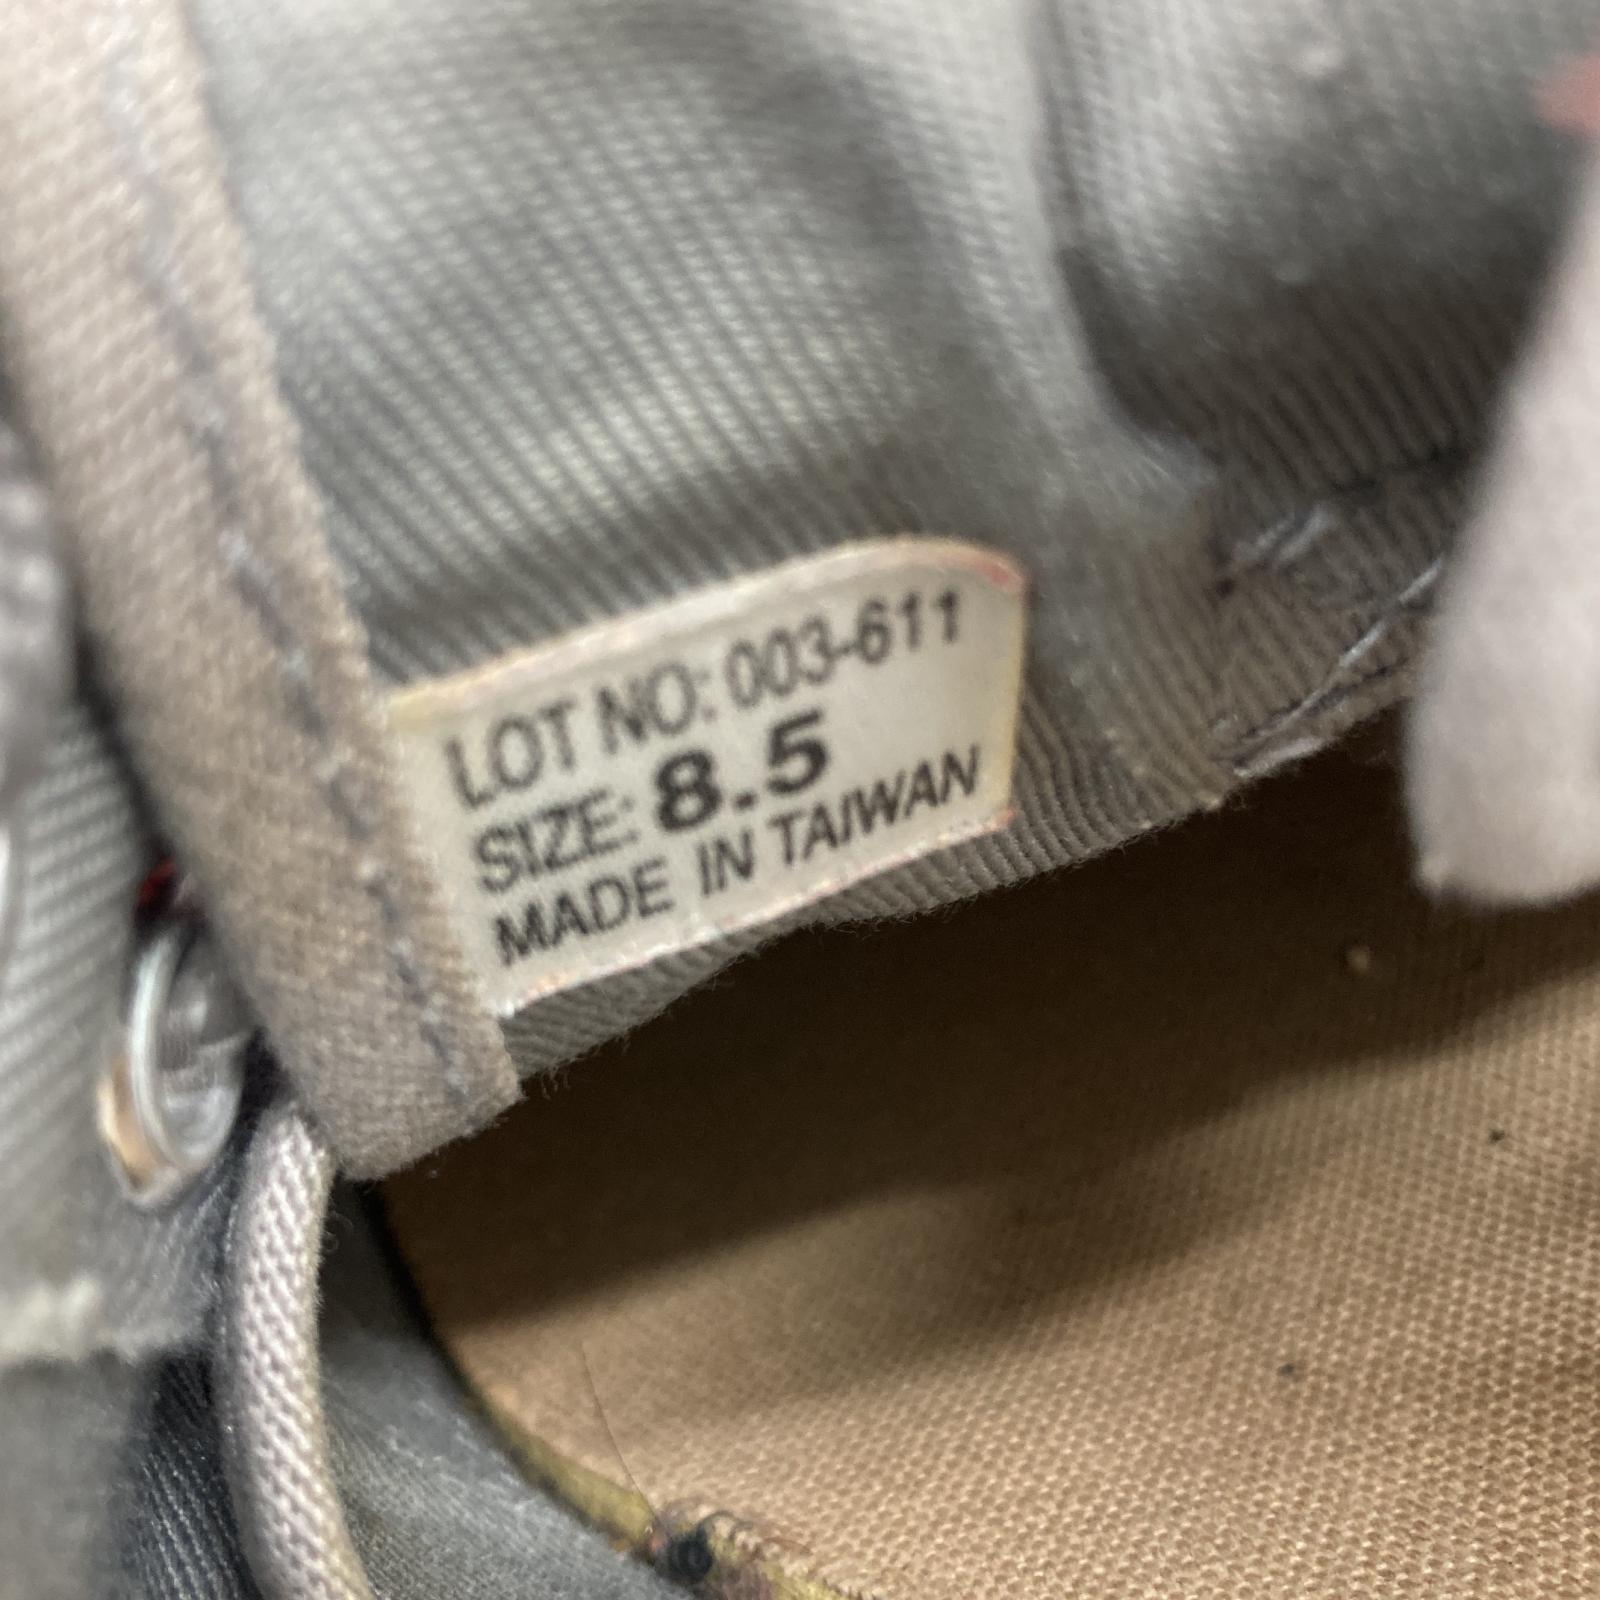 LOT NO: 003-611
SIZE: 8.5
MADE IN TAIWAN